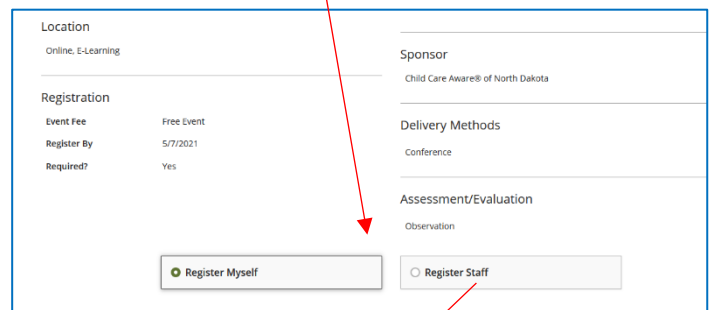 Location
Online, E-Learning
Registration
Event Fee Free Event
Register By 5/7/2021
Required? Yes
Sponsor
Child Care Aware® of North Dakota
Delivery Methods
Conference
Assessment/Evaluation
Observation
Register Myself
Register Staff